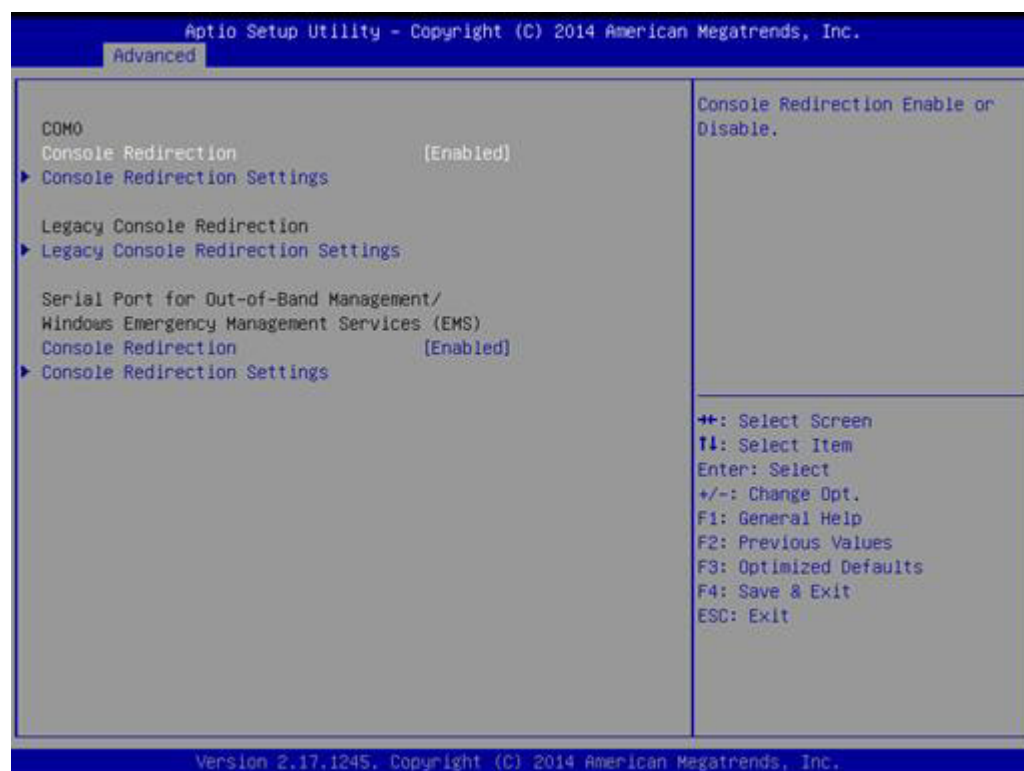 Aptio Setup Utility – Copyright (C) 2014 American Megatrends, Inc.
Advanced
COM0
Console Redirection [Enabled]
Console Redirection Settings
Legacy Console Redirection
Legacy Console Redirection Settings
Serial Port for Out-of-Band Management/
Windows Emergency Management Services (EMS)
Console Redirection [Enabled]
Console Redirection Settings
Console Redirection Enable or
Disable.
→←: Select Screen
↑↓: Select Item
Enter: Select
+/-: Change Opt.
F1: General Help
F2: Previous Values
F3: Optimized Defaults
F4: Save & Exit
ESC: Exit
Version 2.17.1245. Copyright (C) 2014 American Megatrends, Inc.